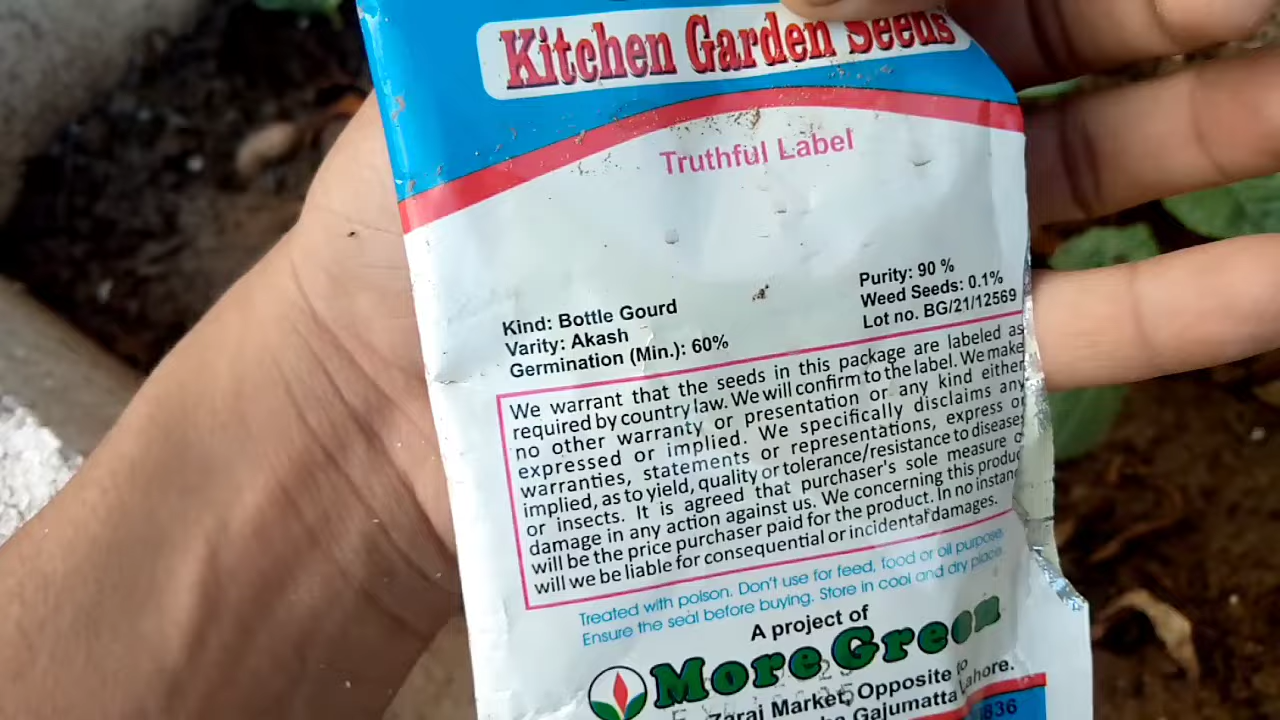 Kitchen Garden Seeds
Truthful Label
Kind: Bottle Gourd
Varity: Akash
Germination (Min.): 60%
Purity: 90 %
Weed Seeds: 0.1%
Lot no. BG/21/12569
We warrant that the seeds in this package are labeled as
required by country law. We will confirm to the label. We make
no other warranty or presentation or any kind either
expressed or implied. We specifically disclaims any
warranties, statements or representations, express or
implied, as to yield, quality or tolerance/resistance to diseases
or insects. It is agreed that purchaser's sole measure o
damage in any action against us. We concerning this produc
will be the price purchaser paid for the product. In no instan
will we be liable for consequential or incidental damages.
Treated with poison. Don't use for feed, food or oil purpose.
Ensure the seal before buying. Store in cool and dry place.
A project of
MoreGreen
Zarai Market, Opposite to
Gajumatta Lahore.
836